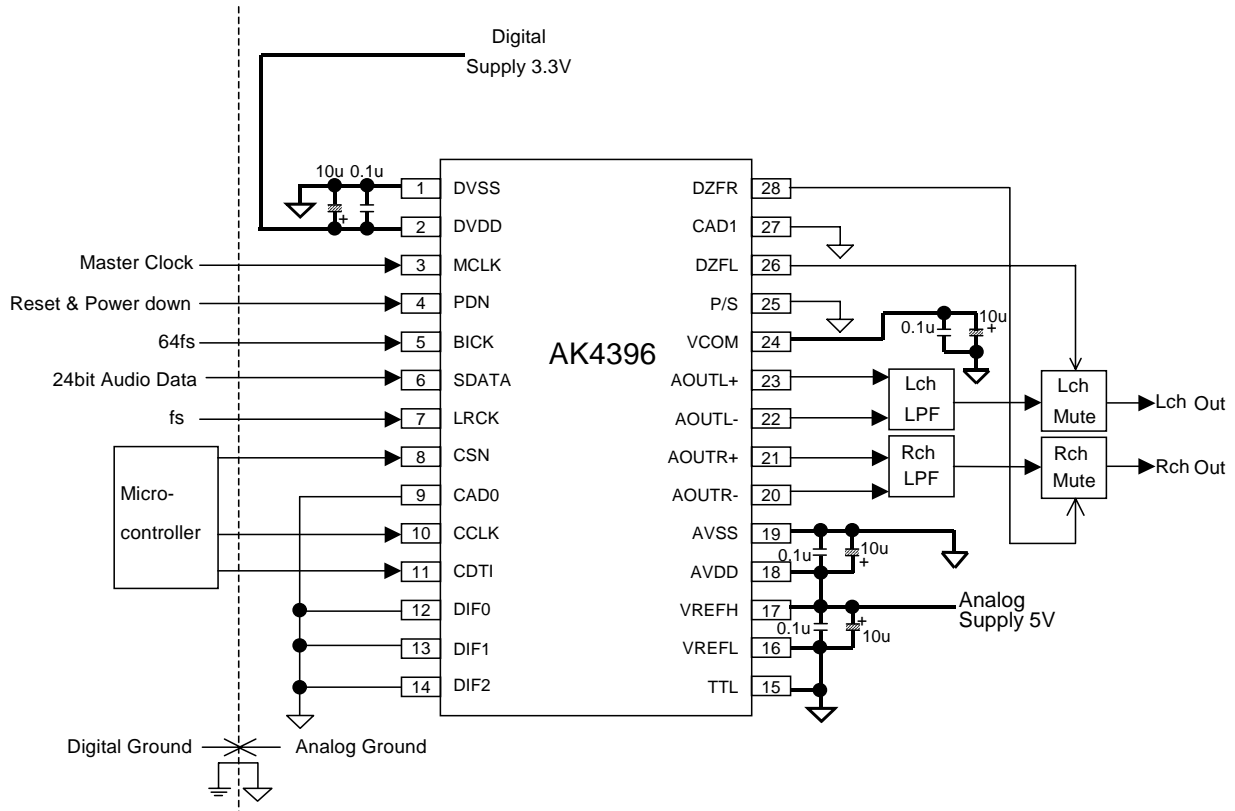 Digital
Supply 3.3V
10u 0.1u
+
1 DVSS
2 DVDD
3 MCLK
4 PDN
5 BICK
6 SDATA
7 LRCK
8 CSN
9 CAD0
10 CCLK
11 CDTI
12 DIF0
13 DIF1
14 DIF2
Master Clock
Reset & Power down
64fs
24bit Audio Data
fs
Micro-
controller
AK4396
DZFR 28
CAD1 27
DZFL 26
P/S 25
VCOM 24
AOUTL+ 23
AOUTL- 22
AOUTR+ 21
AOUTR- 20
AVSS 19
AVDD 18
VREFH 17
VREFL 16
TTL 15
0.1u
10u
+
Lch
LPF
Rch
LPF
Lch
Mute
Rch
Mute
Lch Out
Rch Out
0.1u
10u
+
0.1u
+
10u
Analog
Supply 5V
Digital Ground
Analog Ground